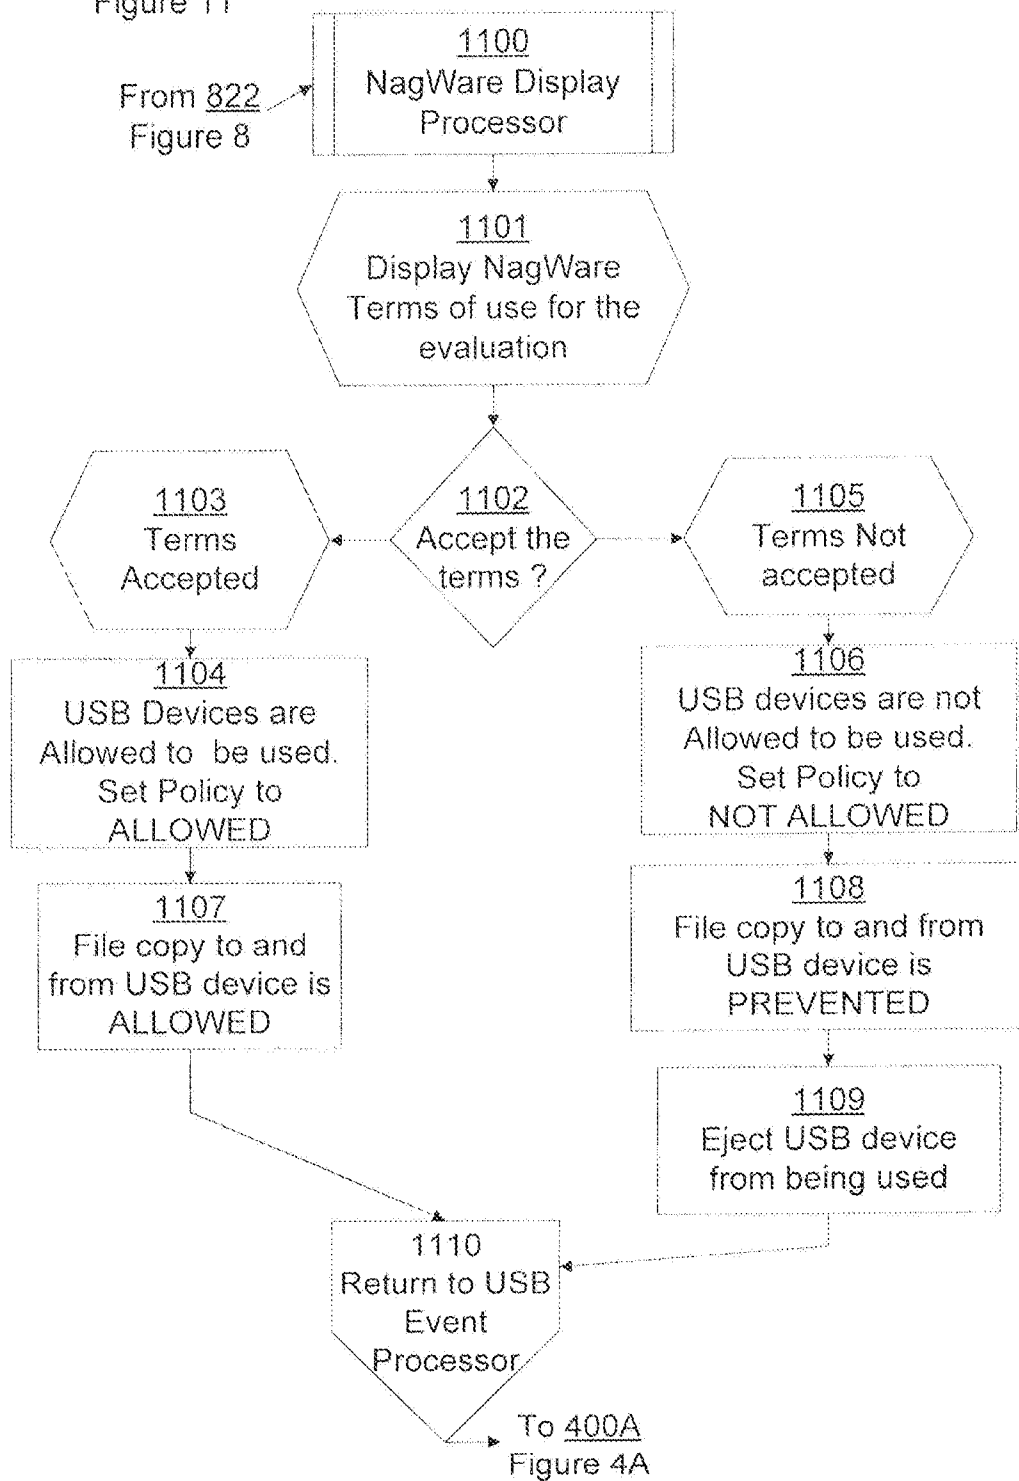 Figure 11
1100
NagWare Display
Processor
From 822
Figure 8
1101
Display NagWare
Terms of use for the
evaluation
1102
Accept the
terms ?
1103
Terms
Accepted
1105
Terms Not
accepted
1104
USB Devices are
Allowed to be used.
Set Policy to
ALLOWED
1106
USB devices are not
Allowed to be used.
Set Policy to
NOT ALLOWED
1107
File copy to and
from USB device is
ALLOWED
1108
File copy to and from
USB device is
PREVENTED
1109
Eject USB device
from being used
1110
Return to USB
Event
Processor
To 400A
Figure 4A